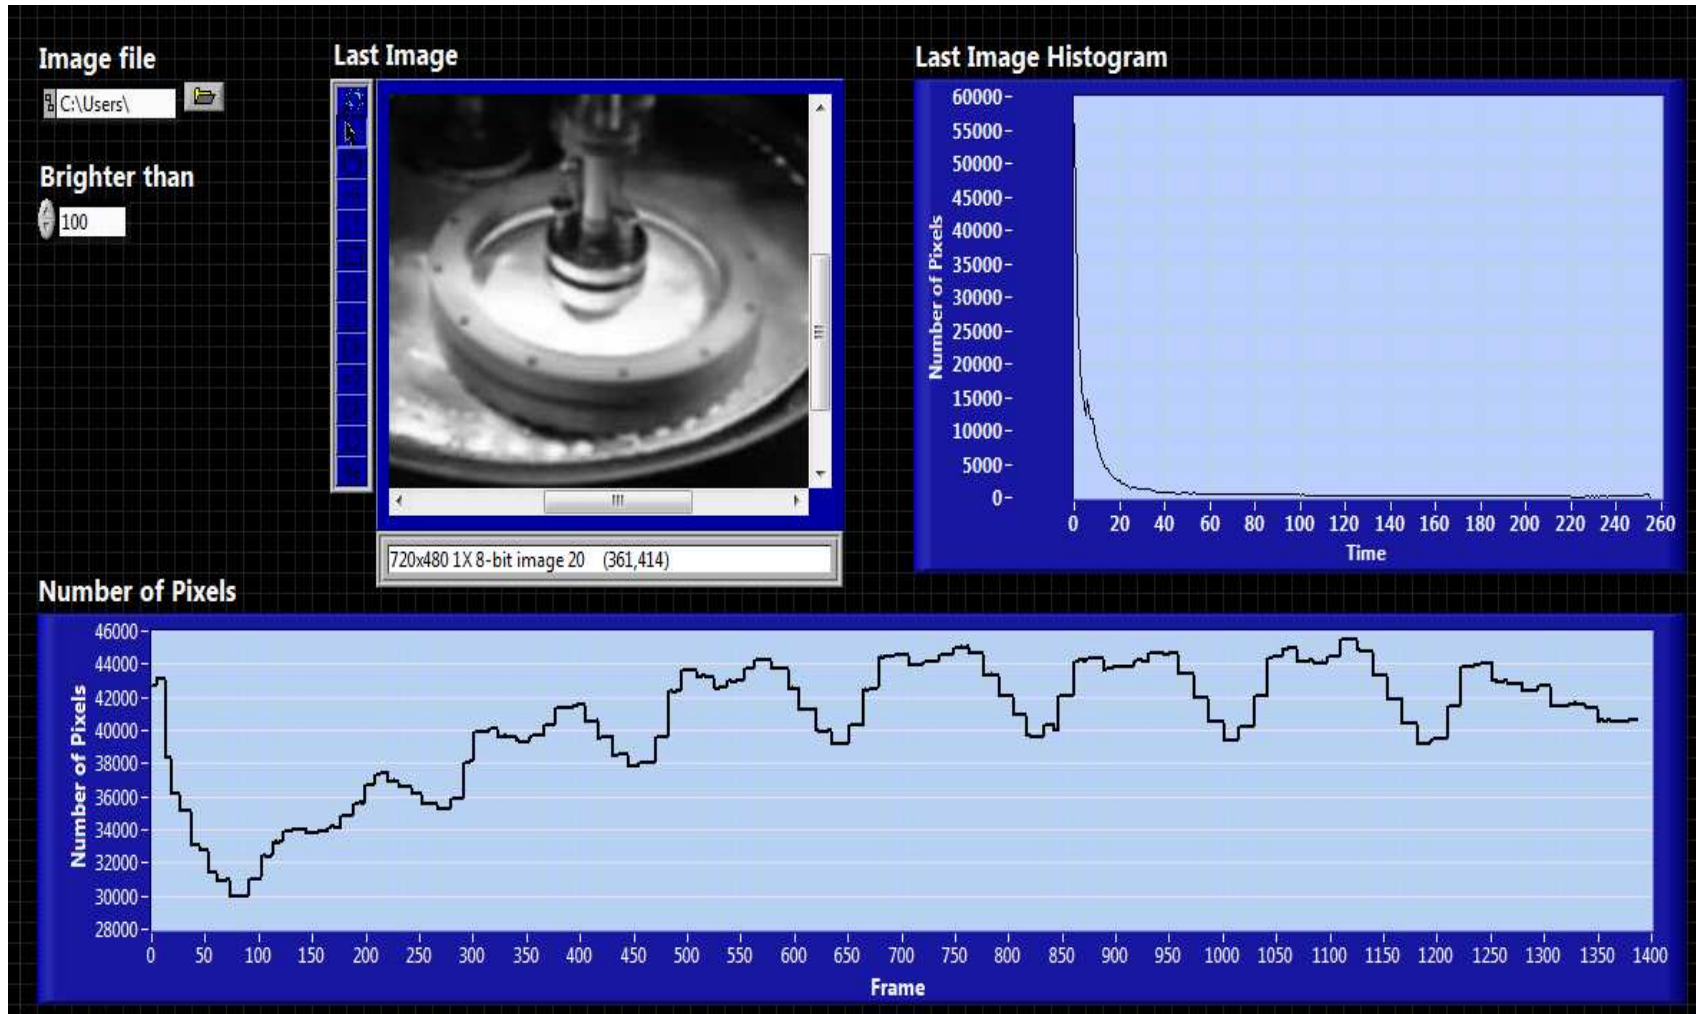 Image file
C:\Users\
Brighter than
100
Last Image
720x480 1X 8-bit image 20 (361,414)
Last Image Histogram
Number of Pixels
60000
55000
50000
45000
40000
35000
30000
25000
20000
15000
10000
5000
0
0 20 40 60 80 100 120 140 160 180 200 220 240 260
Time
Number of Pixels
Number of Pixels
46000
44000
42000
40000
38000
36000
34000
32000
30000
28000
0 50 100 150 200 250 300 350 400 450 500 550 600 650 700 750 800 850 900 950 1000 1050 1100 1150 1200 1250 1300 1350 1400
Frame